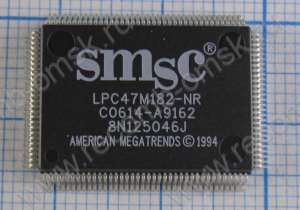 smsc®
LPC47M182-NR
C0614-A9162
8N125046J
AMERICAN MEGATRENDS © 1994